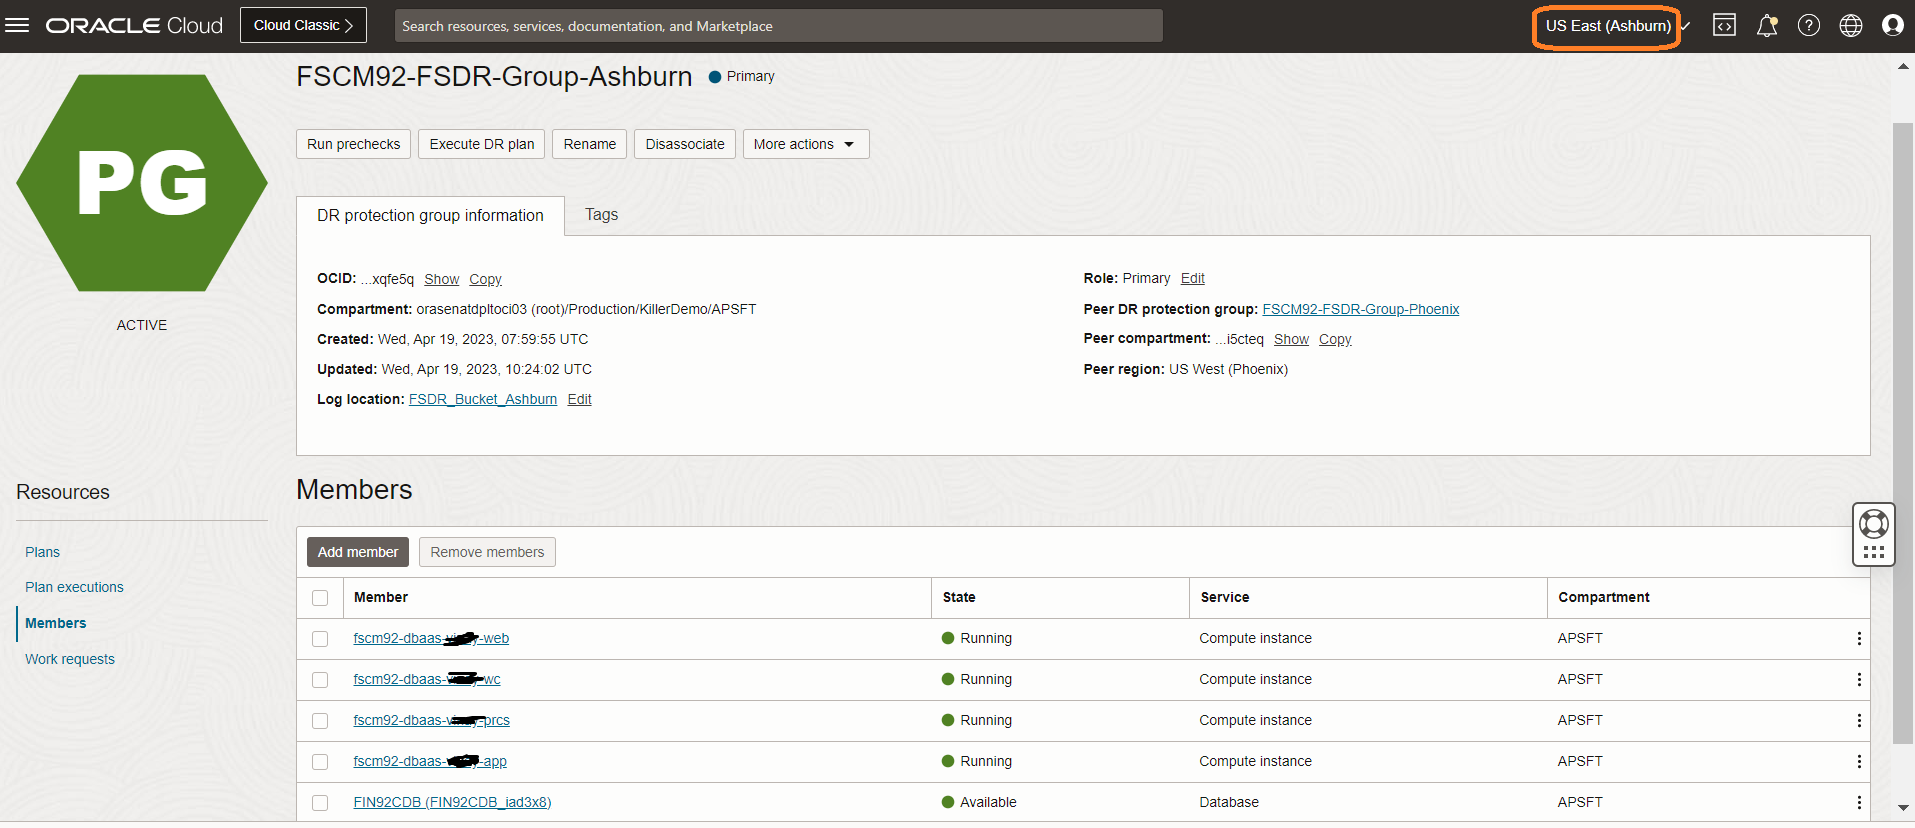 ORACLE Cloud
Cloud Classic
Search resources, services, documentation, and Marketplace
US East (Ashburn)
FSCM92-FSDR-Group-Ashburn
Primary
PG
ACTIVE
Run prechecks
Execute DR plan
Rename
Disassociate
More actions
DR protection group information
Tags
OCID: ...xqfe5q Show Copy
Compartment: orasenatdpltoci03 (root)/Production/KillerDemo/APSFT
Created: Wed, Apr 19, 2023, 07:59:55 UTC
Updated: Wed, Apr 19, 2023, 10:24:02 UTC
Log location: FSDR_Bucket_Ashburn Edit
Role: Primary Edit
Peer DR protection group: FSCM92-FSDR-Group-Phoenix
Peer compartment: ...i5cteq Show Copy
Peer region: US West (Phoenix)
Resources
Plans
Plan executions
Members
Work requests
Members
Add member
Remove members
Member State Service Compartment
fscm92-dbaas- -web Running Compute instance APSFT
fscm92-dbaas- -wc Running Compute instance APSFT
fscm92-dbaas- -prcs Running Compute instance APSFT
fscm92-dbaas- -app Running Compute instance APSFT
FIN92CDB (FIN92CDB_iad3x8) Available Database APSFT